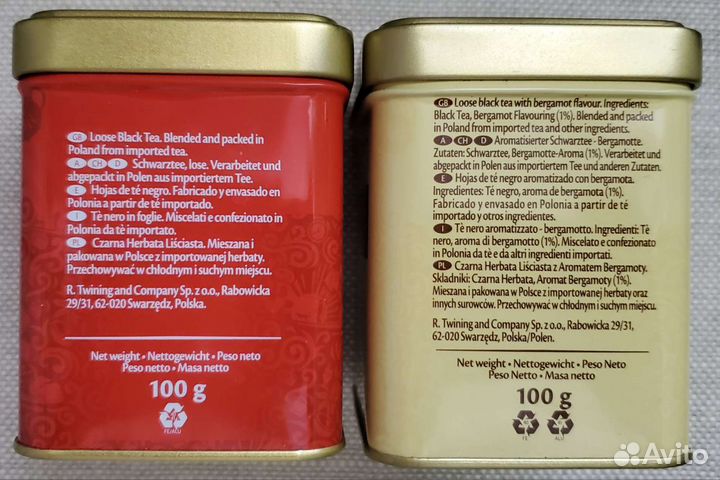 GB Loose Black Tea. Blended and packed in
Poland from imported tea.
A CH D Schwarztee, lose. Verarbeitet und
abgepackt in Polen aus importiertem Tee.
E Hojas de té negro. Fabricado y envasado en
Polonia a partir de té importado.
I Tè nero in foglie. Miscelati e confezionato in
Polonia da tè importato.
PL Czarna Herbata Liściasta. Mieszana i
pakowana w Polsce z importowanej herbaty.
Przechowywać w chłodnym i suchym miejscu.
R. Twining and Company Sp. z o.o., Rabowicka
29/31, 62-020 Swarzędz, Polska.
Net weight • Nettogewicht • Peso neto
Peso netto • Masa netto
100 g
FE/ALU
GB Loose black tea with bergamot flavour. Ingredients:
Black Tea, Bergamot Flavouring (1%). Blended and packed
in Poland from imported tea and other ingredients.
A CH D Aromatisierter Schwarztee - Bergamotte.
Zutaten: Schwarztee, Bergamotte-Aroma (1%). Verarbeitet und
abgepackt in Polen aus importiertem Tee und anderen Zutaten.
E Hojas de té negro aromatizado con bergamota.
Ingredientes: Té negro, aroma de bergamota (1%).
Fabricado y envasado en Polonia a partir de té
importado y otros ingredientes.
I Tè nero aromatizzato - bergamotto. Ingredienti: Tè
nero, aroma di bergamotto (1%). Miscelato e confezionato
in Polonia da tè e da altri ingredienti importati.
PL Czarna Herbata Liściasta z Aromatem Bergamoty.
Składniki: Czarna Herbata, Aromat Bergamoty (1%).
Mieszana i pakowana w Polsce z importowanej herbaty oraz
innych surowców. Przechowywać w chłodnym i suchym miejscu.
R. Twining and Company Sp. z o.o., Rabowicka 29/31,
62-020 Swarzędz, Polska/Polen.
Net weight • Nettogewicht • Peso Neto
Peso Netto • Masa netto
100 g
FE ALU
Avito